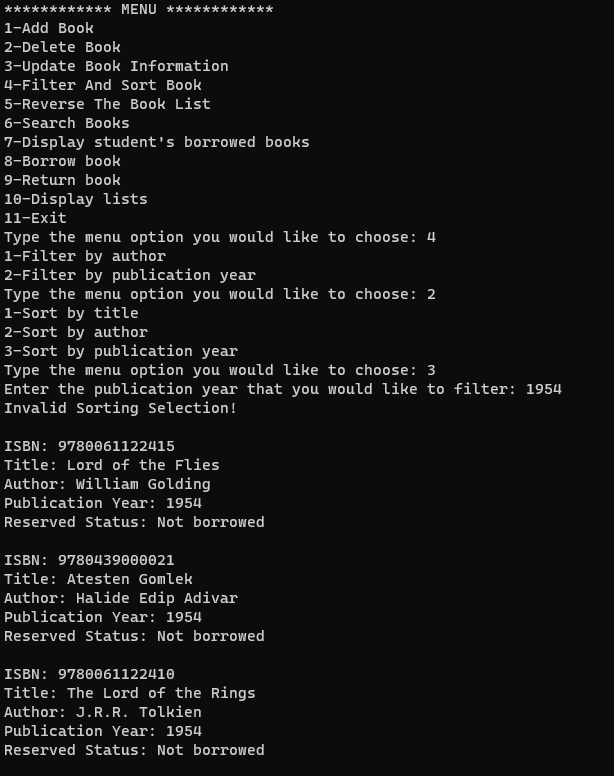 ************ MENU ************
1-Add Book
2-Delete Book
3-Update Book Information
4-Filter And Sort Book
5-Reverse The Book List
6-Search Books
7-Display student's borrowed books
8-Borrow book
9-Return book
10-Display lists
11-Exit
Type the menu option you would like to choose: 4
1-Filter by author
2-Filter by publication year
Type the menu option you would like to choose: 2
1-Sort by title
2-Sort by author
3-Sort by publication year
Type the menu option you would like to choose: 3
Enter the publication year that you would like to filter: 1954
Invalid Sorting Selection!
ISBN: 9780061122415
Title: Lord of the Flies
Author: William Golding
Publication Year: 1954
Reserved Status: Not borrowed
ISBN: 9780439000021
Title: Atesten Gomlek
Author: Halide Edip Adivar
Publication Year: 1954
Reserved Status: Not borrowed
ISBN: 9780061122410
Title: The Lord of the Rings
Author: J.R.R. Tolkien
Publication Year: 1954
Reserved Status: Not borrowed